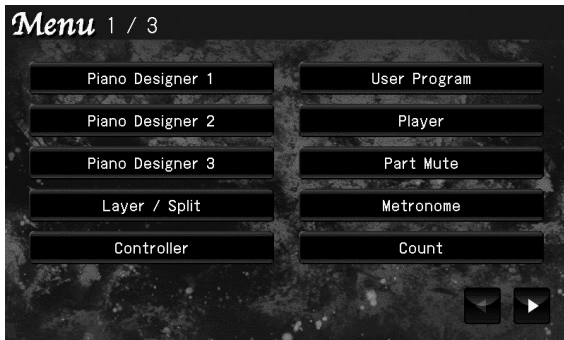 Menu 1 / 3
Piano Designer 1
User Program
Piano Designer 2
Player
Piano Designer 3
Part Mute
Layer / Split
Metronome
Controller
Count